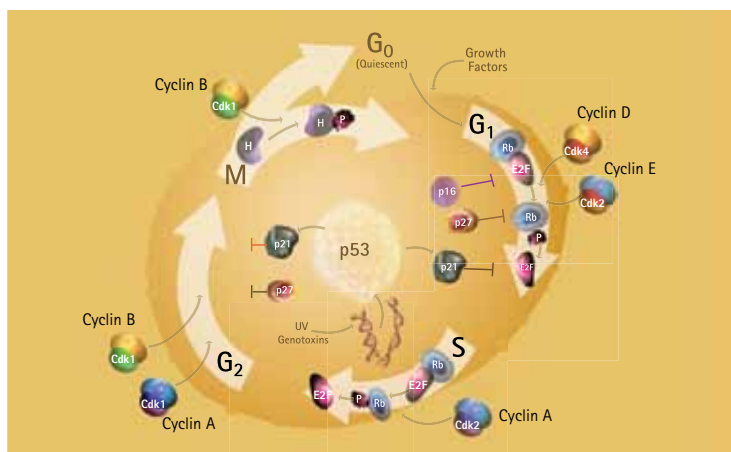 G0
(Quiescent)
Growth
Factors
Cyclin B
Cdk1
H
H
P
M
G1
Rb
E2F
Cyclin D
Cdk4
Cyclin E
Cdk2
p16
p27
Rb
P
E2F
p21
p21
p53
p27
UV
Genotoxins
Cyclin B
Cdk1
Cdk1
Cyclin A
G2
S
Rb
E2F
Rb
P
E2F
Cdk2
Cyclin A